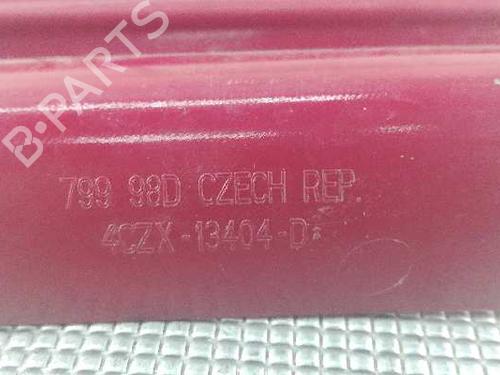 B-PARTS
799 98D CZECH REP.
4CZX-13404-D